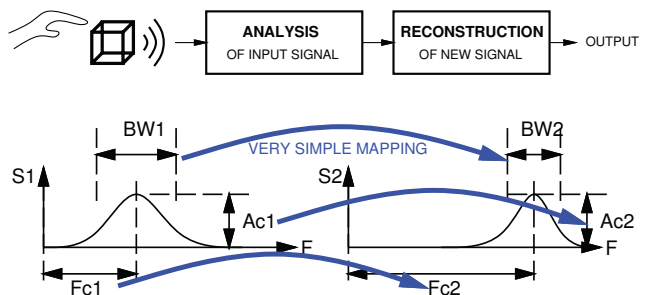 ANALYSIS
OF INPUT SIGNAL
RECONSTRUCTION
OF NEW SIGNAL
OUTPUT
BW1
BW2
VERY SIMPLE MAPPING
S1
S2
Ac1
Ac2
F
F
Fc1
Fc2